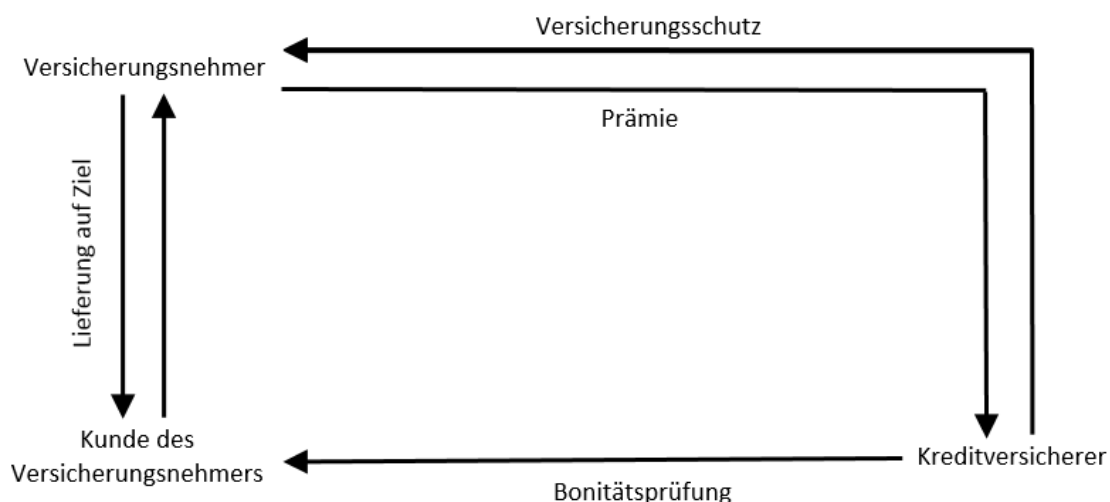 Versicherungsschutz
Versicherungsnehmer
Prämie
Lieferung auf Ziel
Kunde des
Versicherungsnehmers
Kreditversicherer
Bonitätsprüfung